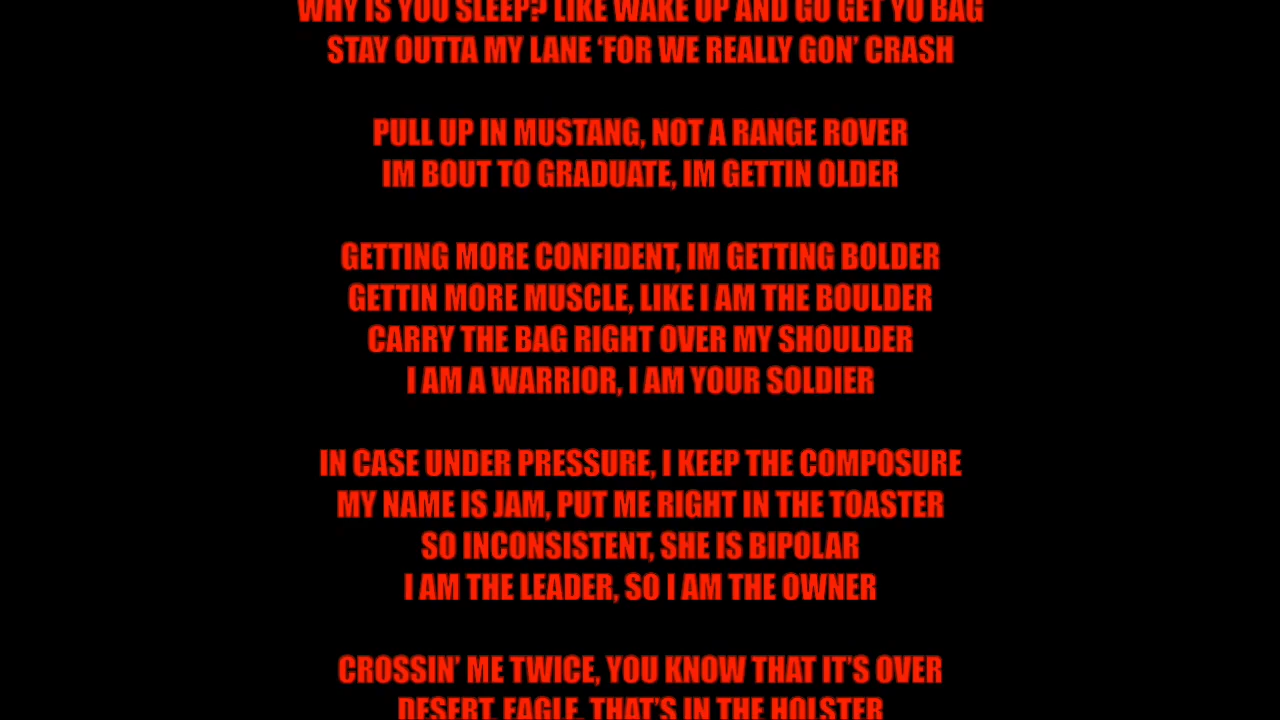 WHY IS YOU SLEEP? LIKE WAKE UP AND GO GET YO BAG
STAY OUTTA MY LANE ‘FOR WE REALLY GON’ CRASH
PULL UP IN MUSTANG, NOT A RANGE ROVER
IM BOUT TO GRADUATE, IM GETTIN OLDER
GETTING MORE CONFIDENT, IM GETTING BOLDER
GETTIN MORE MUSCLE, LIKE I AM THE BOULDER
CARRY THE BAG RIGHT OVER MY SHOULDER
I AM A WARRIOR, I AM YOUR SOLDIER
IN CASE UNDER PRESSURE, I KEEP THE COMPOSURE
MY NAME IS JAM, PUT ME RIGHT IN THE TOASTER
SO INCONSISTENT, SHE IS BIPOLAR
I AM THE LEADER, SO I AM THE OWNER
CROSSIN’ ME TWICE, YOU KNOW THAT IT’S OVER
DESERT, EAGLE, THAT’S IN THE HOLSTER